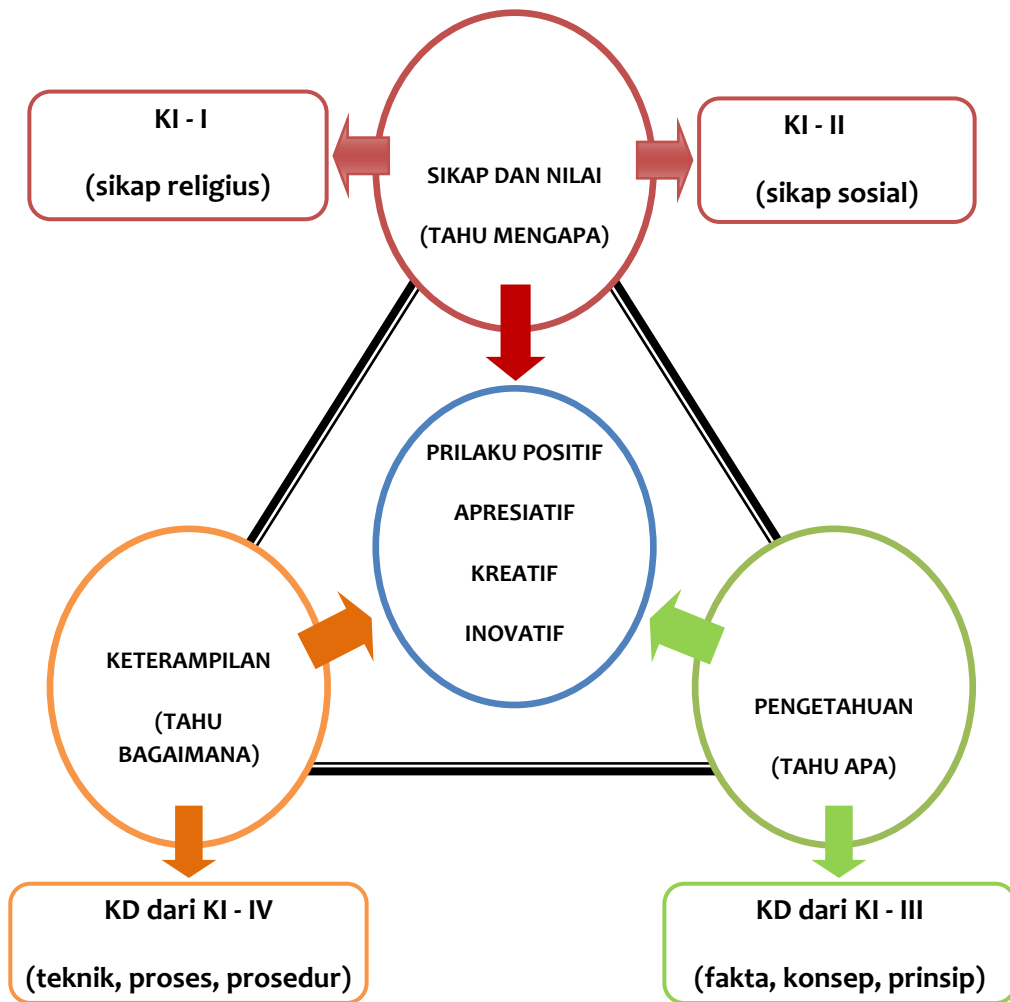 KI - I
(sikap religius)
KI - II
(sikap sosial)
SIKAP DAN NILAI
(TAHU MENGAPA)
PRILAKU POSITIF
APRESIATIF
KREATIF
INOVATIF
KETERAMPILAN
(TAHU
BAGAIMANA)
PENGETAHUAN
(TAHU APA)
KD dari KI - IV
(teknik, proses, prosedur)
KD dari KI - III
(fakta, konsep, prinsip)